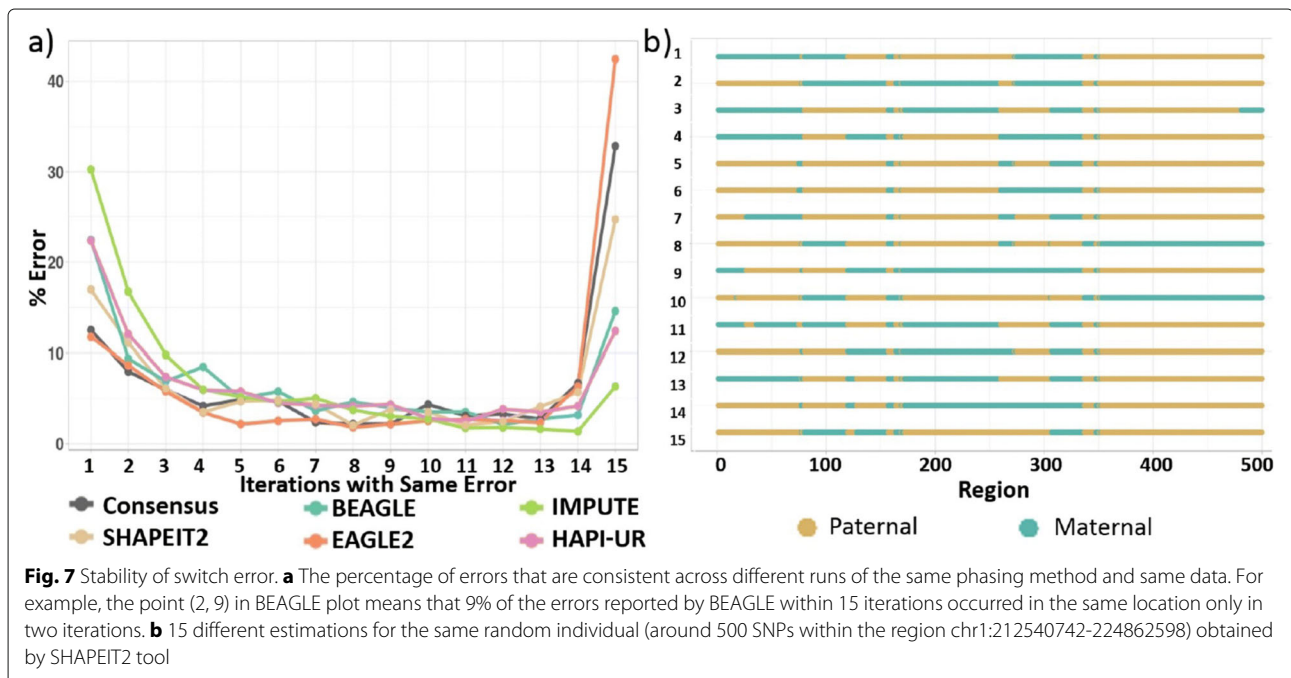 a)
40
30
20
10
0
% Error
1 2 3 4 5 6 7 8 9 10 11 12 13 14 15
Iterations with Same Error
Consensus BEAGLE IMPUTE
SHAPEIT2 EAGLE2 HAPI-UR
b)
1
2
3
4
5
6
7
8
9
10
11
12
13
14
15
0 100 200 300 400 500
Region
Paternal Maternal
Fig. 7 Stability of switch error. a The percentage of errors that are consistent across different runs of the same phasing method and same data. For
example, the point (2, 9) in BEAGLE plot means that 9% of the errors reported by BEAGLE within 15 iterations occurred in the same location only in
two iterations. b 15 different estimations for the same random individual (around 500 SNPs within the region chr1:212540742-224862598) obtained
by SHAPEIT2 tool